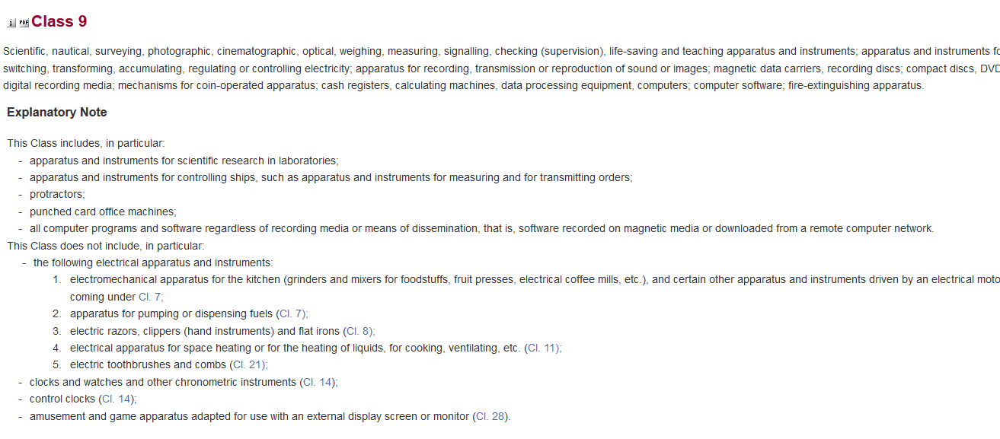 i PDF Class 9
Scientific, nautical, surveying, photographic, cinematographic, optical, weighing, measuring, signalling, checking (supervision), life-saving and teaching apparatus and instruments; apparatus and instruments fo
switching, transforming, accumulating, regulating or controlling electricity; apparatus for recording, transmission or reproduction of sound or images; magnetic data carriers, recording discs; compact discs, DVD
digital recording media; mechanisms for coin-operated apparatus; cash registers, calculating machines, data processing equipment, computers; computer software; fire-extinguishing apparatus.
Explanatory Note
This Class includes, in particular:
- apparatus and instruments for scientific research in laboratories;
- apparatus and instruments for controlling ships, such as apparatus and instruments for measuring and for transmitting orders;
- protractors;
- punched card office machines;
- all computer programs and software regardless of recording media or means of dissemination, that is, software recorded on magnetic media or downloaded from a remote computer network.
This Class does not include, in particular:
- the following electrical apparatus and instruments:
1. electromechanical apparatus for the kitchen (grinders and mixers for foodstuffs, fruit presses, electrical coffee mills, etc.), and certain other apparatus and instruments driven by an electrical moto
coming under Cl. 7;
2. apparatus for pumping or dispensing fuels (Cl. 7);
3. electric razors, clippers (hand instruments) and flat irons (Cl. 8);
4. electrical apparatus for space heating or for the heating of liquids, for cooking, ventilating, etc. (Cl. 11);
5. electric toothbrushes and combs (Cl. 21);
- clocks and watches and other chronometric instruments (Cl. 14);
- control clocks (Cl. 14);
- amusement and game apparatus adapted for use with an external display screen or monitor (Cl. 28).